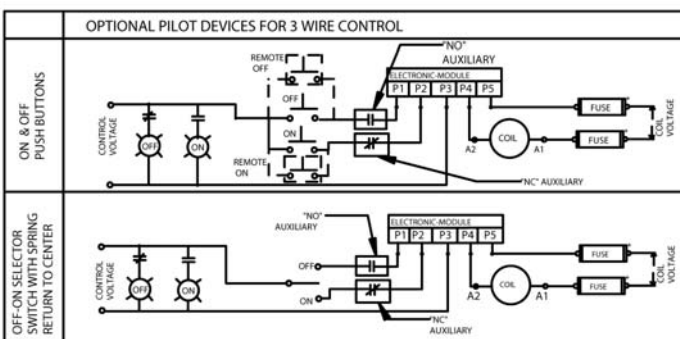 OPTIONAL PILOT DEVICES FOR 3 WIRE CONTROL
ON & OFF
PUSH BUTTONS
CONTROL
VOLTAGE
OFF
ON
REMOTE
OFF
OFF
ON
REMOTE
ON
"NO"
AUXILIARY
ELECTRONIC-MODULE
P1 P2 P3 P4 P5
A2
COIL
A1
FUSE
FUSE
COIL
VOLTAGE
"NC" AUXILIARY
OFF-ON SELECTOR
SWITCH WITH SPRING
RETURN TO CENTER
CONTROL
VOLTAGE
OFF
ON
"NO"
AUXILIARY
OFF
ON
"NC"
AUXILIARY
ELECTRONIC-MODULE
P1 P2 P3 P4 P5
A2
COIL
A1
FUSE
FUSE
COIL
VOLTAGE